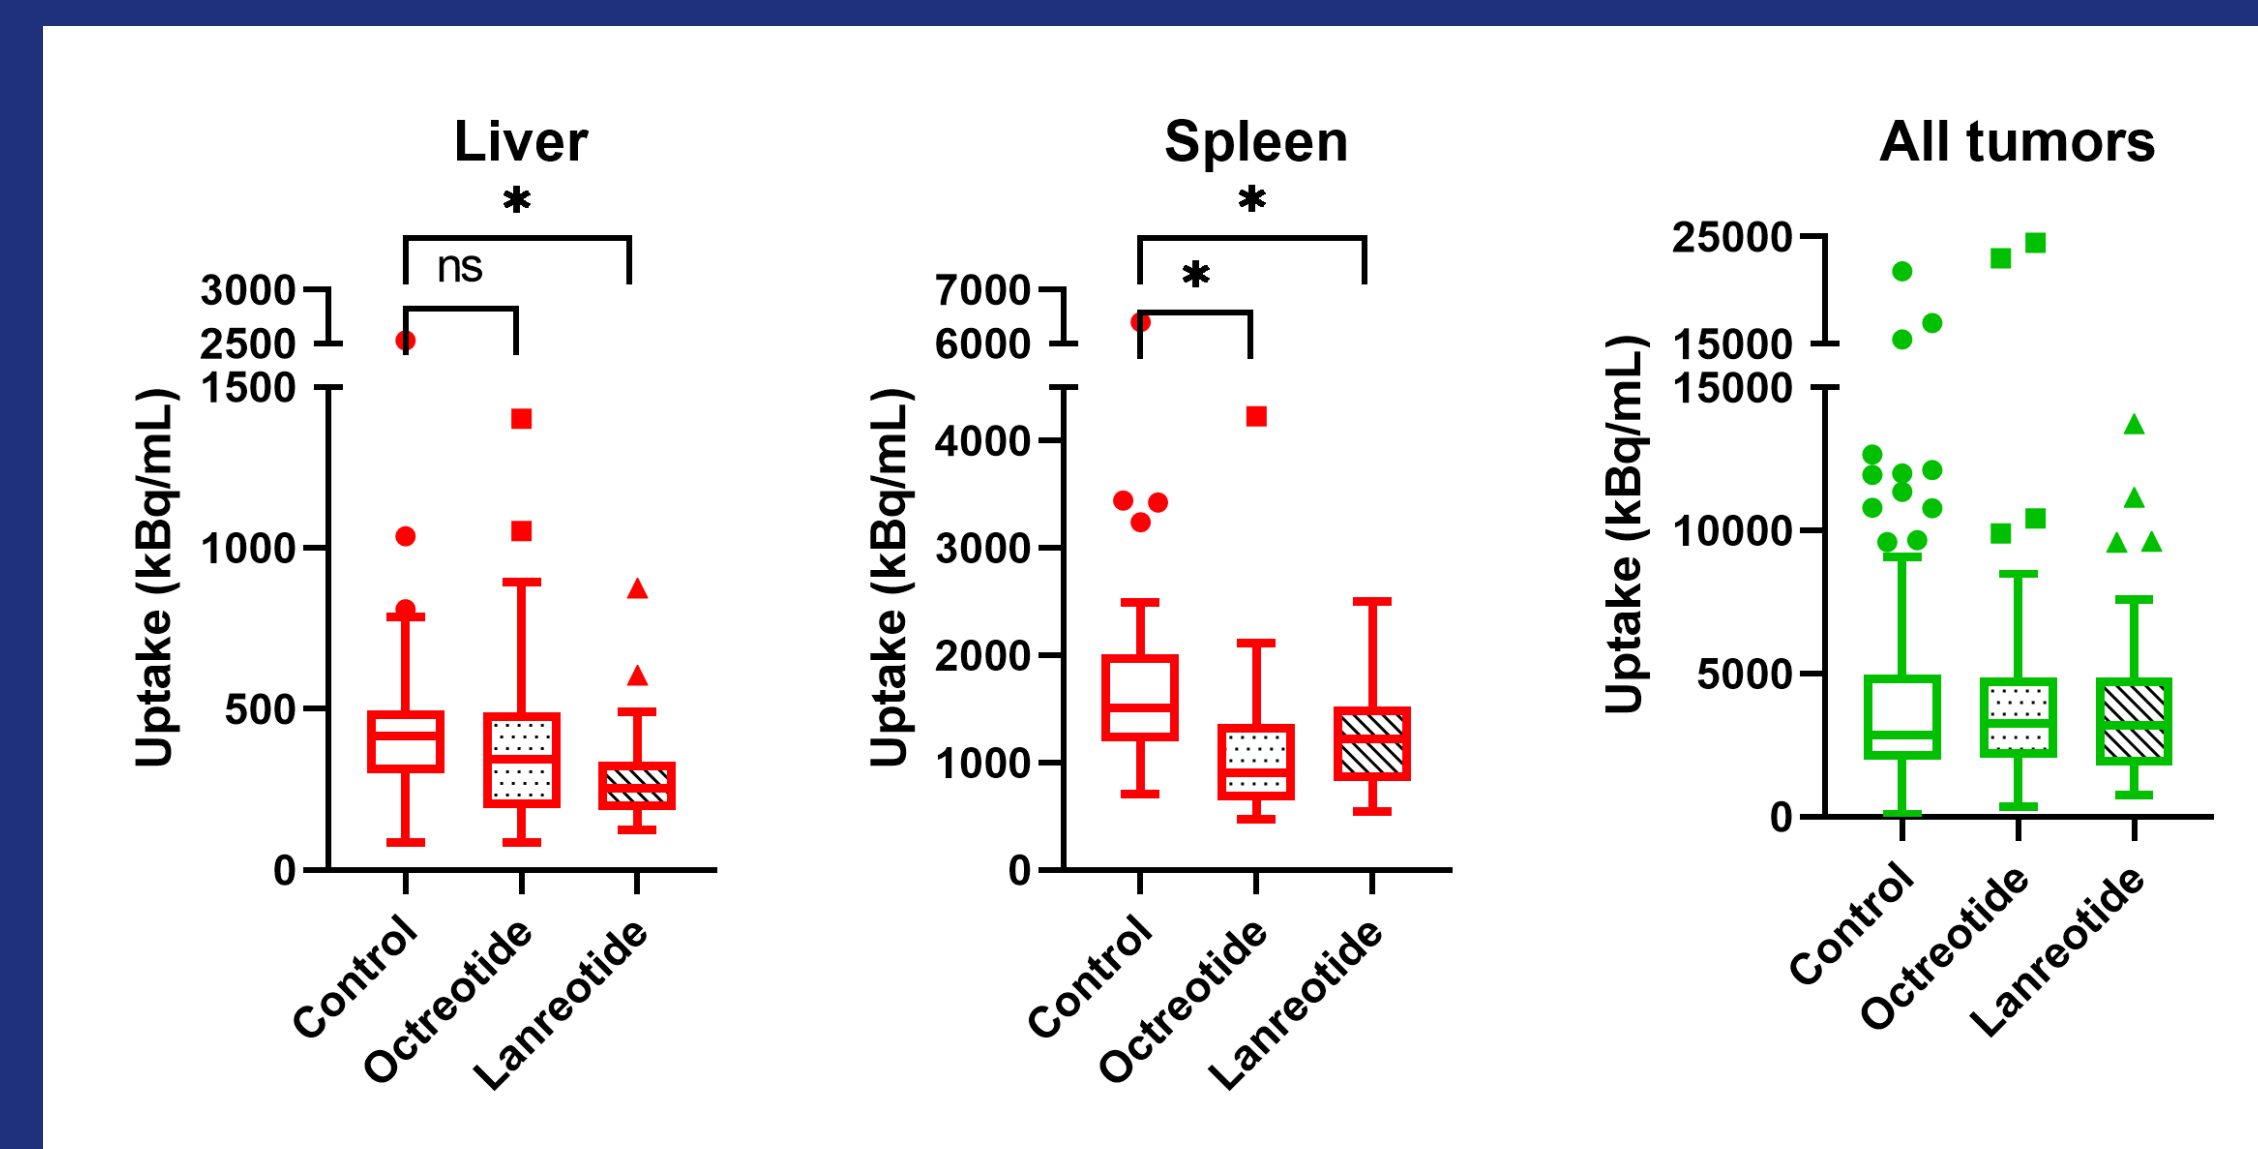 Liver
*
ns
3000
2500
1500
1000
500
0
Uptake (kBq/mL)
Control
Octreotide
Lanreotide
Spleen
*
*
7000
6000
4000
3000
2000
1000
0
Uptake (kBq/mL)
Control
Octreotide
Lanreotide
All tumors
25000
15000
15000
10000
5000
0
Uptake (kBq/mL)
Control
Octreotide
Lanreotide